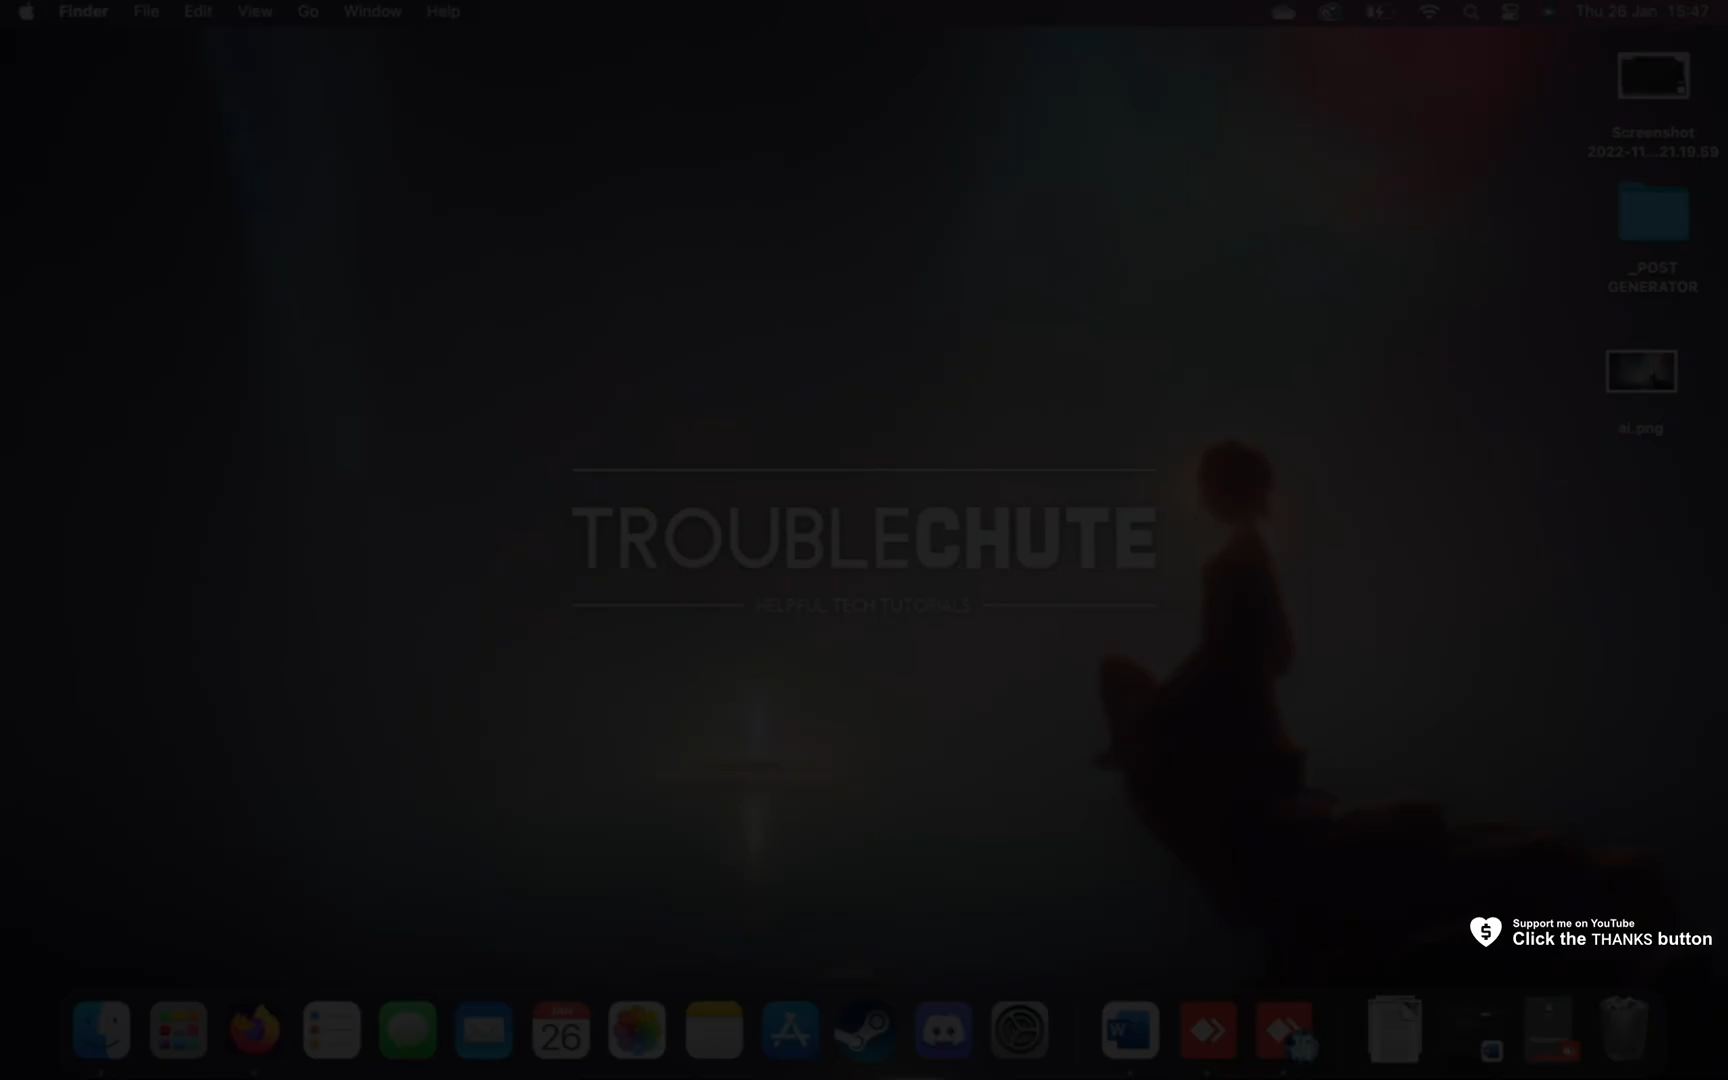 Finder File Edit View Go Window Help
Thu 26 Jan 15:47
Screenshot
2022-11...21.19.59
_POST
GENERATOR
ai.png
TROUBLECHUTE
HELPFUL TECH TUTORIALS
Support me on YouTube
Click the THANKS button
JAN
26
W